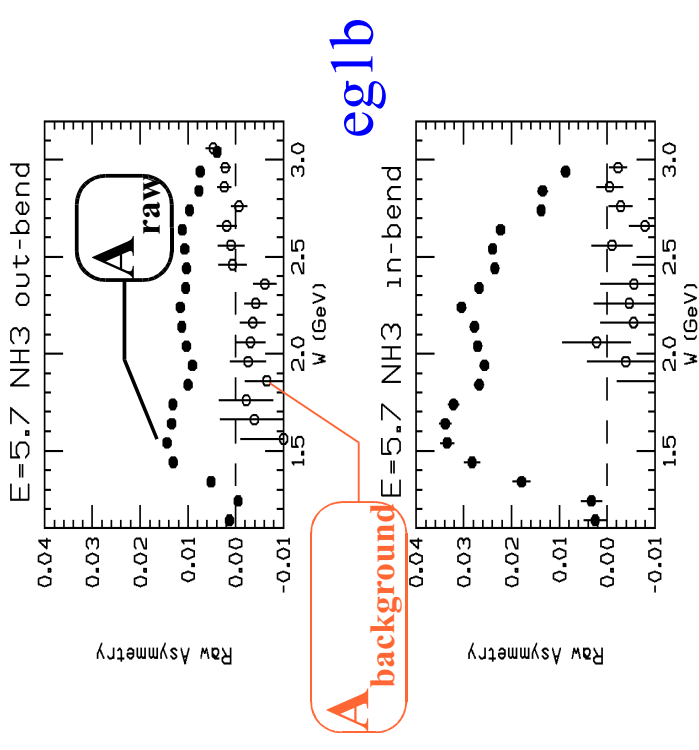 E=5.7 NH3 out-bend
A raw
0.04
0.03
0.02
0.01
0.00
-0.01
1.5
2.0
2.5
3.0
W (GeV)
Raw Asymmetry
A background
eg1b
E=5.7 NH3 in-bend
0.04
0.03
0.02
0.01
0.00
-0.01
1.5
2.0
2.5
3.0
W (GeV)
Raw Asymmetry